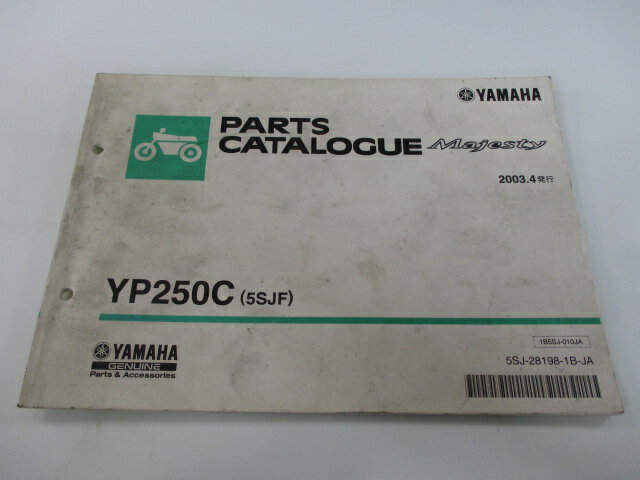 YAMAHA
PARTS
CATALOGUE Majesty
2003.4発行
YP250C (5SJF)
1B5SJ-010JA
YAMAHA
GENUINE
Parts & Accessories
5SJ-28198-1B-JA